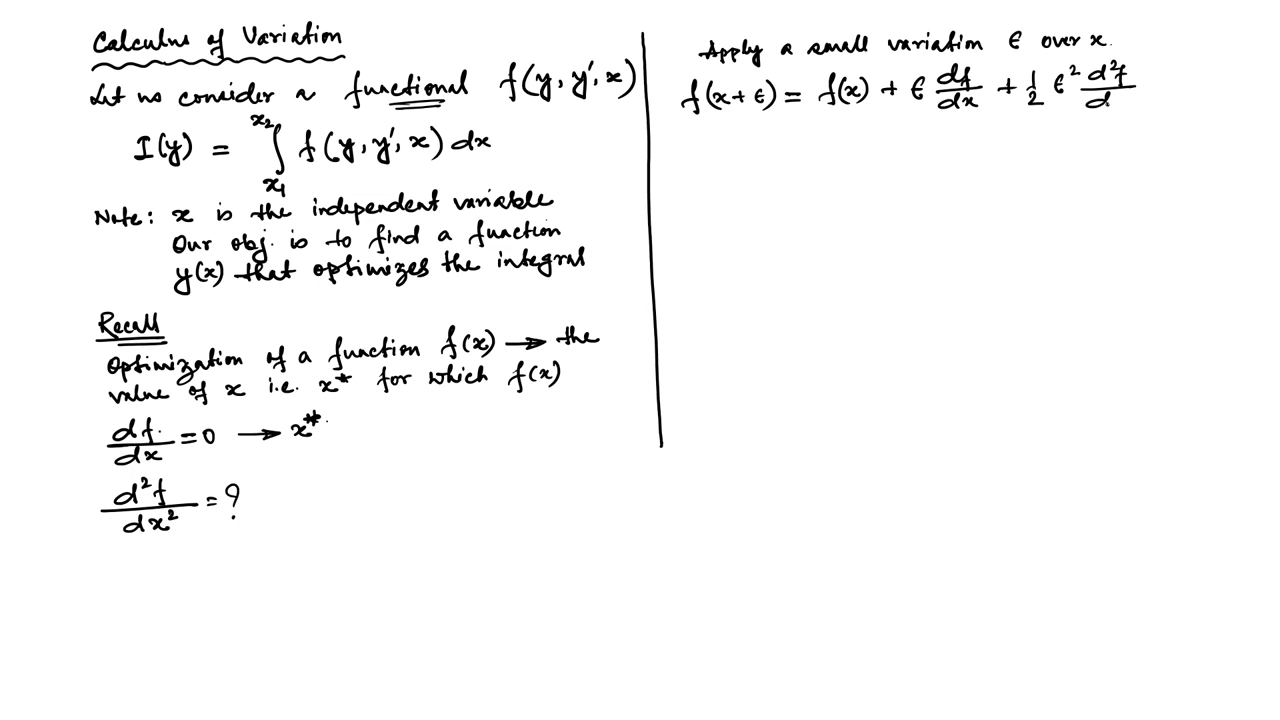 Calculus of Variation
Let us consider a functional f(y, y', x)
I(y) = ∫_{x₁}^{x₂} f(y, y', x) dx
Note: x is the independent variable
Our obj. is to find a function
y(x) that optimizes the integral
Recall
Optimization of a function f(x) → the
value of x i.e. x* for which f(x)
df/dx = 0 → x*
d²f/dx² = ?
Apply a small variation ϵ over x.
f(x + ϵ) = f(x) + ϵ df/dx + 1/2 ϵ² d²f/d